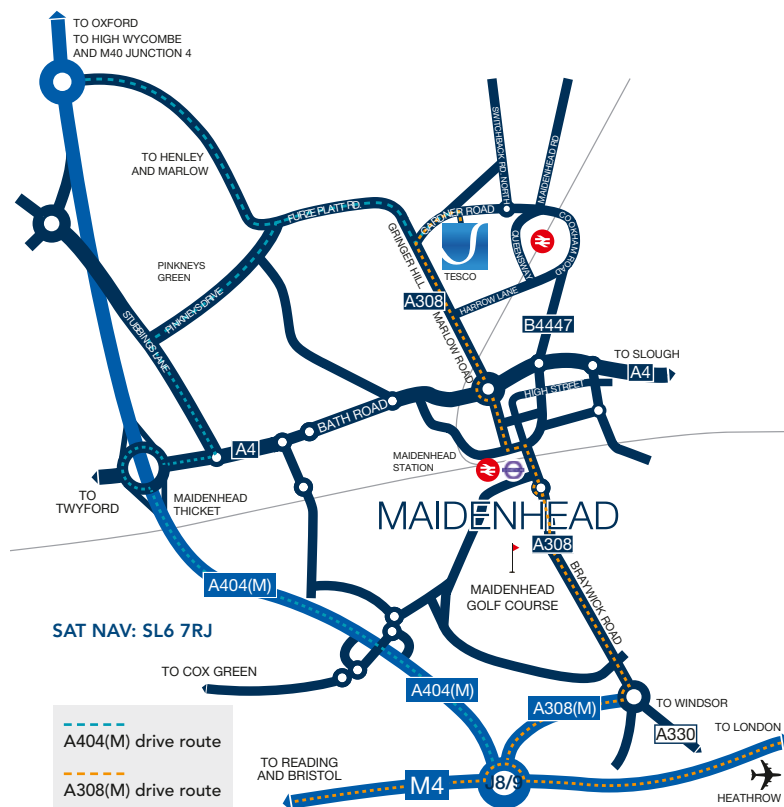 TO OXFORD
TO HIGH WYCOMBE
AND M40 JUNCTION 4
TO HENLEY
AND MARLOW
FURZE PLATT RD.
SWITCHBACK RD. NORTH
MAIDENHEAD RD
GARDNER ROAD
COOKHAM ROAD
QUEENSWAY
GRINGER HILL
TESCO
PINKNEYS
GREEN
PINKNEYS DRIVE
A308
HARROW LANE
MARLOW ROAD
B4447
STUBBINGS LANE
TO SLOUGH
A4
HIGH STREET
BATH ROAD
A4
MAIDENHEAD
STATION
TO
TWYFORD
MAIDENHEAD
THICKET
MAIDENHEAD
A308
A404(M)
BRAYWICK ROAD
MAIDENHEAD
GOLF COURSE
SAT NAV: SL6 7RJ
TO COX GREEN
A404(M)
A308(M)
TO WINDSOR
A330
TO LONDON
A404(M) drive route
A308(M) drive route
TO READING
AND BRISTOL
M4
J8/9
HEATHROW